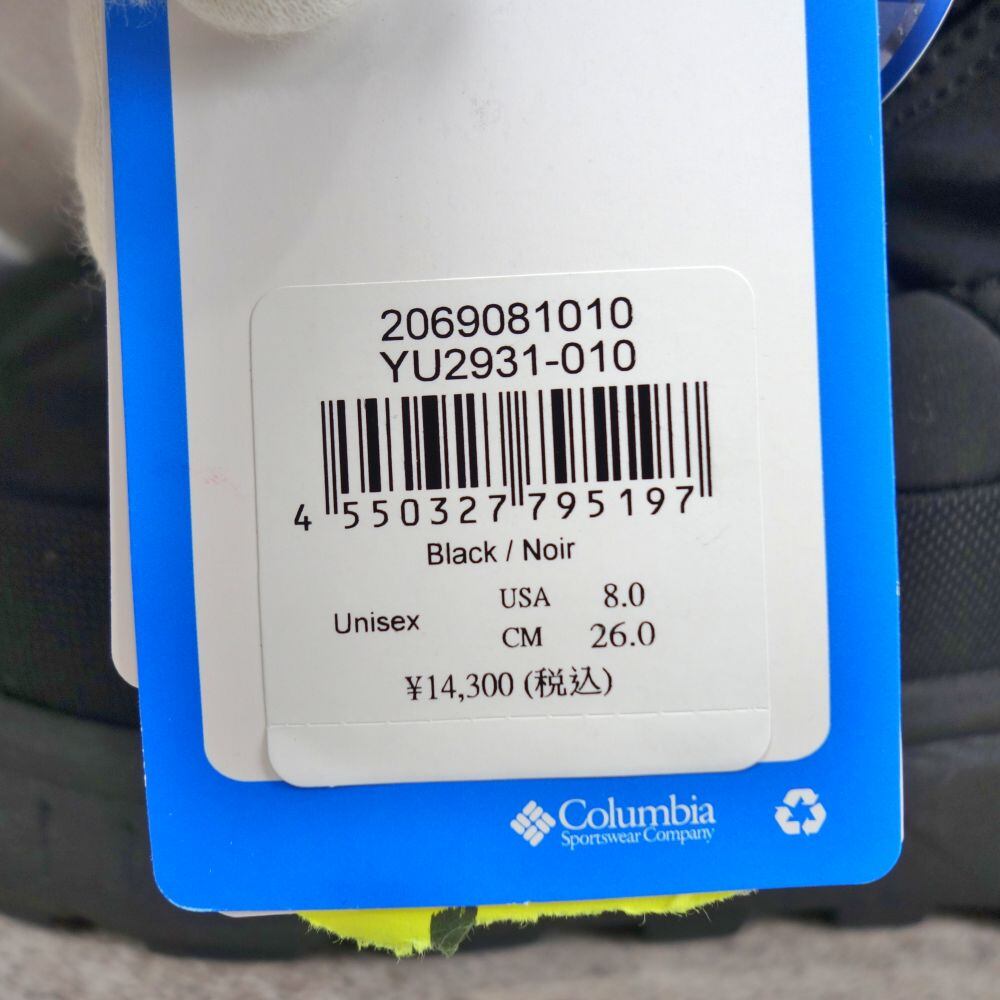 2069081010
YU2931-010
4 550327 795197
Black / Noir
Unisex
USA 8.0
CM 26.0
¥14,300 (税込)
Columbia
Sportswear Company